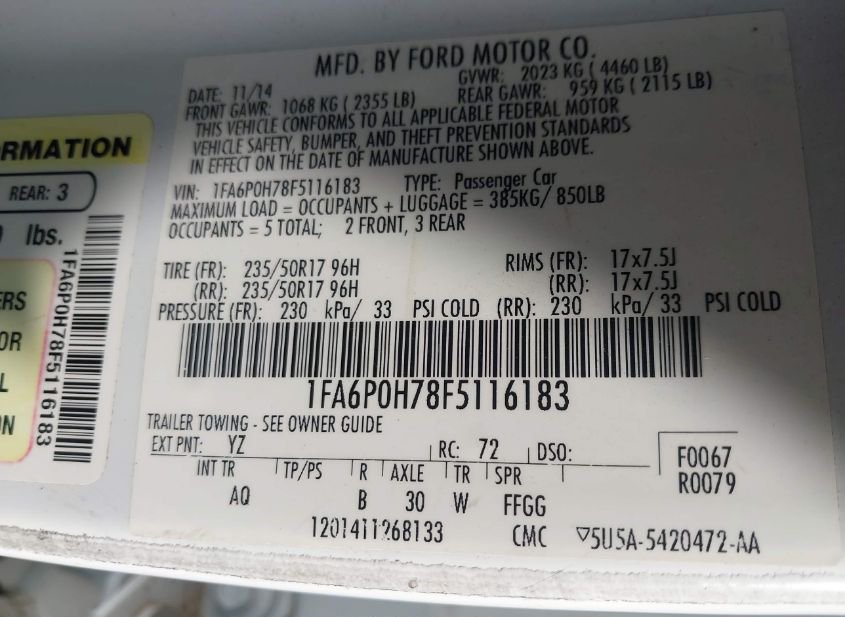 MFD. BY FORD MOTOR CO.
DATE: 11/14 GVWR: 2023 KG ( 4460 LB)
FRONT GAWR: 1068 KG ( 2355 LB) REAR GAWR: 959 KG ( 2115 LB)
THIS VEHICLE CONFORMS TO ALL APPLICABLE FEDERAL MOTOR
VEHICLE SAFETY, BUMPER, AND THEFT PREVENTION STANDARDS
IN EFFECT ON THE DATE OF MANUFACTURE SHOWN ABOVE.
VIN: 1FA6P0H78F5116183 TYPE: Passenger Car
MAXIMUM LOAD = OCCUPANTS + LUGGAGE = 385KG/ 850LB
OCCUPANTS = 5 TOTAL; 2 FRONT, 3 REAR
TIRE (FR): 235/50R17 96H RIMS (FR): 17x7.5J
(RR): 235/50R17 96H (RR): 17x7.5J
PRESSURE (FR): 230 kPa/ 33 PSI COLD (RR): 230 kPa/ 33 PSI COLD
1FA6P0H78F5116183
TRAILER TOWING - SEE OWNER GUIDE
EXT PNT: YZ RC: 72 DSO:
F0067
R0079
INT TR TP/PS R AXLE TR SPR
AQ B 30 W FFGG
1201411268133 CMC ▽5U5A-5420472-AA
RMATION
REAR: 3
lbs.
1FA6P0H78F5116183
ERS
OR
L
ON